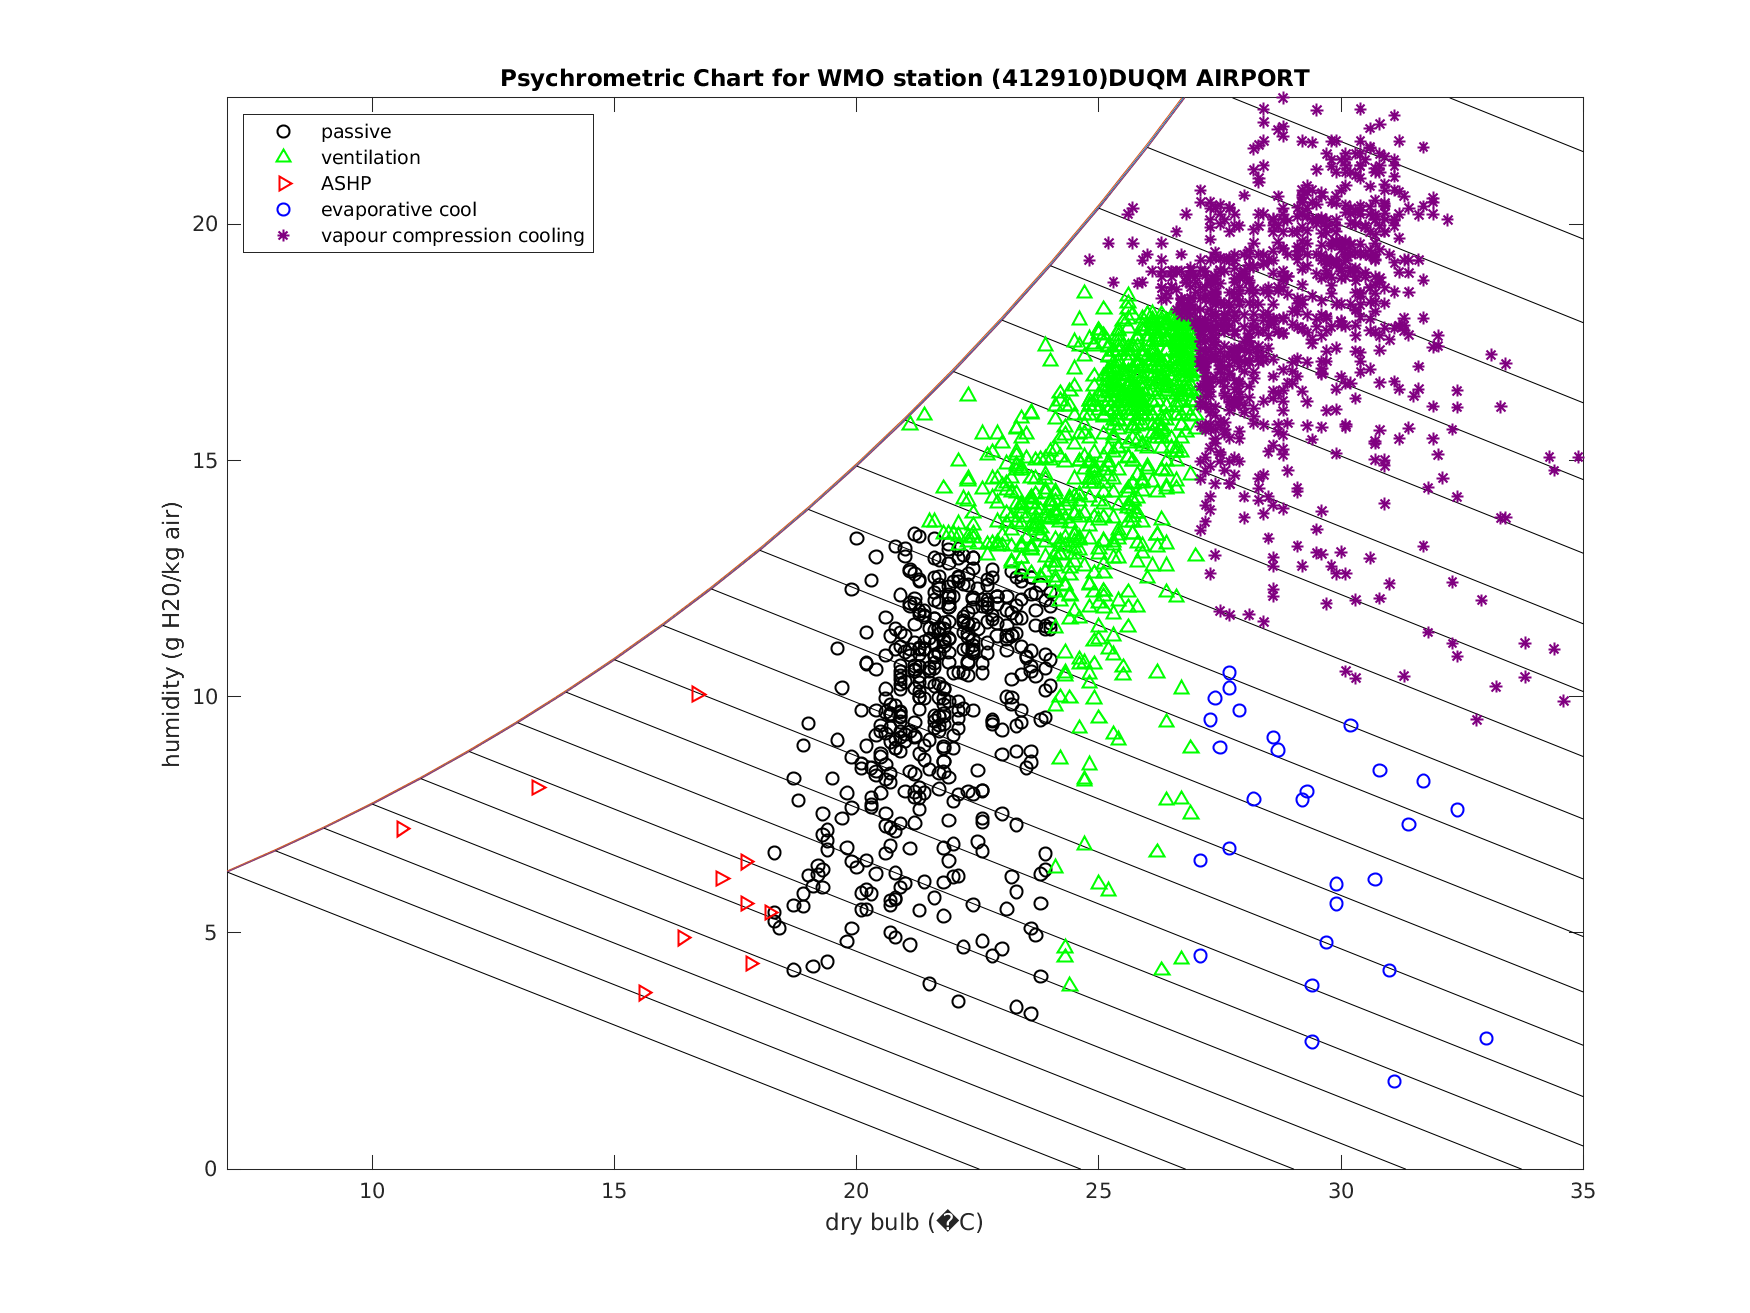 Psychrometric Chart for WMO station (412910)DUQM AIRPORT
passive
ventilation
ASHP
evaporative cool
vapour compression cooling
humidity (g H20/kg air)
20
15
10
5
0
10 15 20 25 30 35
dry bulb (�C)